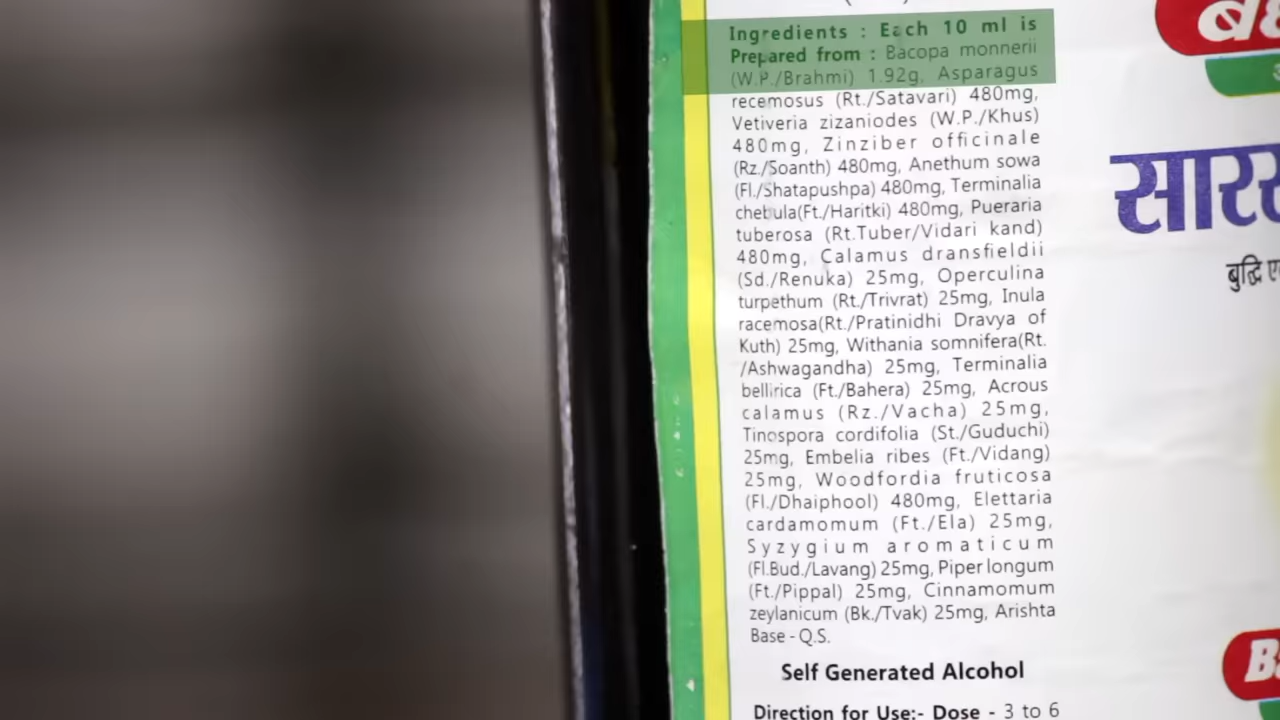 Ingredients : Each 10 ml is
Prepared from : Bacopa monnerii
(W.P./Brahmi) 1.92g, Asparagus
recemosus (Rt./Satavari) 480mg,
Vetiveria zizaniodes (W.P./Khus)
480mg, Zinziber officinale
(Rz./Soanth) 480mg, Anethum sowa
(Fl./Shatapushpa) 480mg, Terminalia
chebula(Ft./Haritki) 480mg, Pueraria
tuberosa (Rt.Tuber/Vidari kand)
480mg, Calamus dransfieldii
(Sd./Renuka) 25mg, Operculina
turpethum (Rt./Trivrat) 25mg, Inula
racemosa(Rt./Pratinidhi Dravya of
Kuth) 25mg, Withania somnifera(Rt.
/Ashwagandha) 25mg, Terminalia
bellirica (Ft./Bahera) 25mg, Acrous
calamus (Rz./Vacha) 25mg,
Tinospora cordifolia (St./Guduchi)
25mg, Embelia ribes (Ft./Vidang)
25mg, Woodfordia fruticosa
(Fl./Dhaiphool) 480mg, Elettaria
cardamomum (Ft./Ela) 25mg,
Syzygium aromaticum
(Fl.Bud./Lavang) 25mg, Piper longum
(Ft./Pippal) 25mg, Cinnamomum
zeylanicum (Bk./Tvak) 25mg, Arishta
Base - Q.S.
Self Generated Alcohol
Direction for Use:- Dose - 3 to 6
बुद्धि